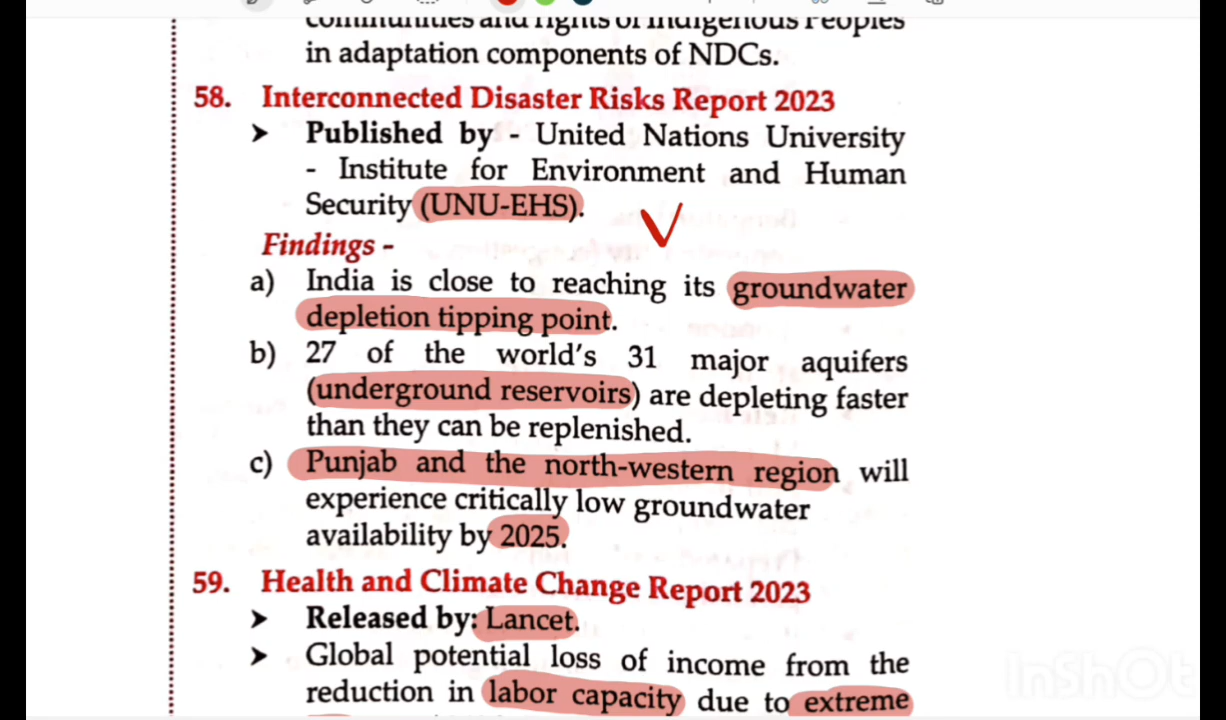 communities and rights of Indigenous Peoples
in adaptation components of NDCs.
58. Interconnected Disaster Risks Report 2023
➤ Published by - United Nations University
- Institute for Environment and Human
Security (UNU-EHS).
Findings -
a) India is close to reaching its groundwater
depletion tipping point.
b) 27 of the world's 31 major aquifers
(underground reservoirs) are depleting faster
than they can be replenished.
c) Punjab and the north-western region will
experience critically low groundwater
availability by 2025.
59. Health and Climate Change Report 2023
➤ Released by: Lancet.
➤ Global potential loss of income from the
reduction in labor capacity due to extreme
InShOt